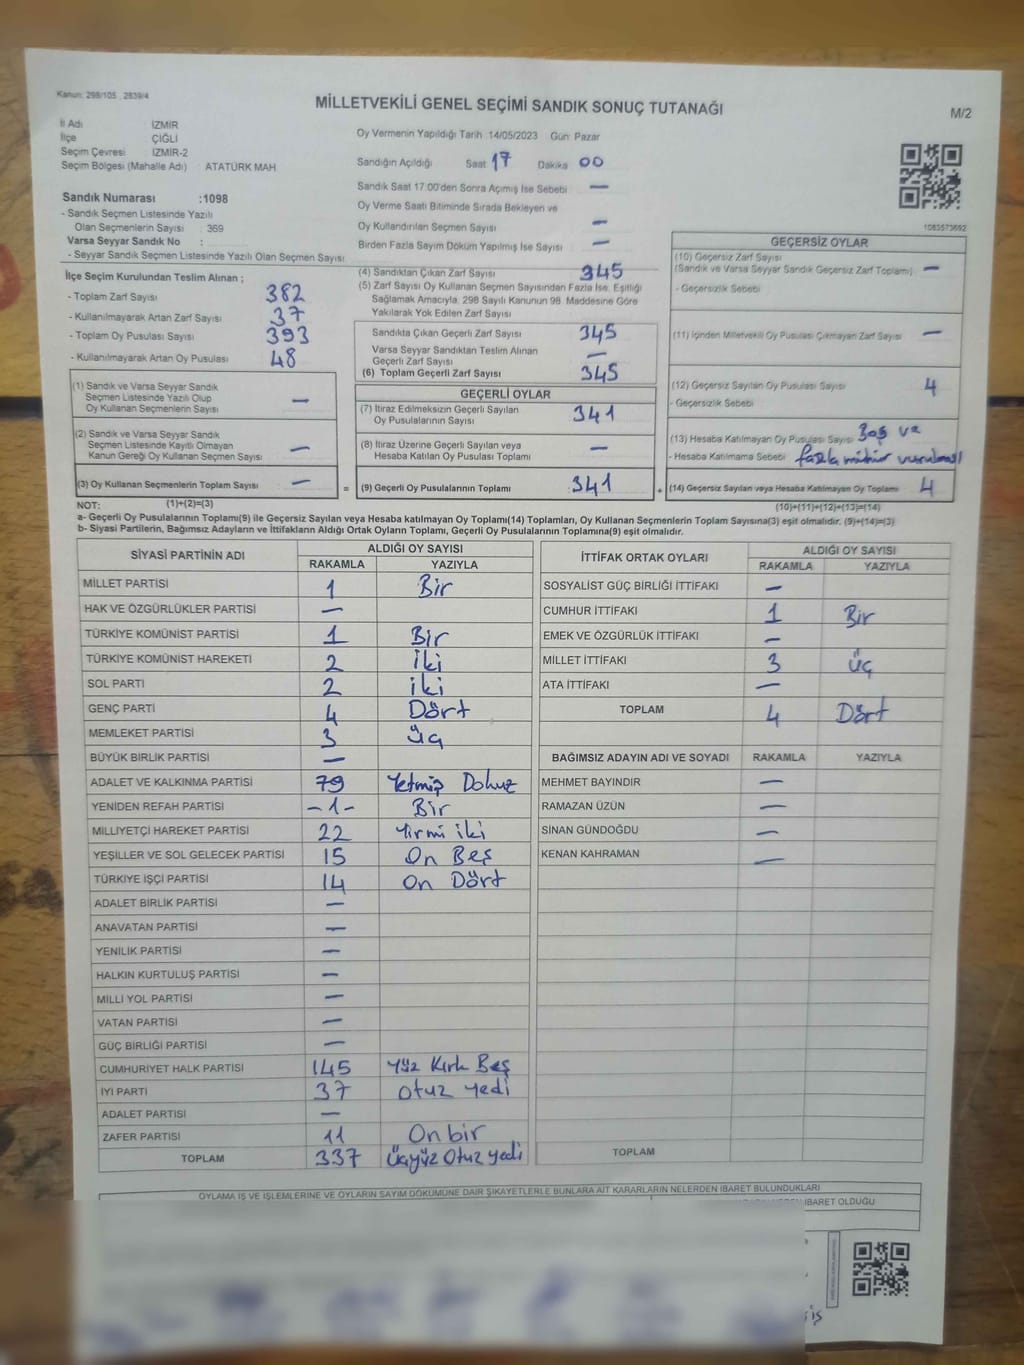 Kanun: 298/105 , 2839/4
MİLLETVEKİLİ GENEL SEÇİMİ SANDIK SONUÇ TUTANAĞI
M/2
İl Adı İZMİR
İlçe ÇİĞLİ
Seçim Çevresi : İZMİR-2
Seçim Bölgesi (Mahalle Adı) : ATATÜRK MAH
Sandık Numarası :1098
- Sandık Seçmen Listesinde Yazılı
Olan Seçmenlerin Sayısı : 369
Varsa Seyyar Sandık No :
- Seyyar Sandık Seçmen Listesinde Yazılı Olan Seçmen Sayısı:
Oy Vermenin Yapıldığı Tarih :14/05/2023 Gün: Pazar
Sandığın Açıldığı Saat 17 Dakika 00
Sandık Saat 17:00'den Sonra Açılmış İse Sebebi : —
Oy Verme Saati Bitiminde Sırada Bekleyen ve
Oy Kullandırılan Seçmen Sayısı —
Birden Fazla Sayım Döküm Yapılmış İse Sayısı —
1083573692
İlçe Seçim Kurulundan Teslim Alınan ;
- Toplam Zarf Sayısı 382
- Kullanılmayarak Artan Zarf Sayısı 37
- Toplam Oy Pusulası Sayısı 393
- Kullanılmayarak Artan Oy Pusulası 48
(1) Sandık ve Varsa Seyyar Sandık
Seçmen Listesinde Yazılı Olup
Oy Kullanan Seçmenlerin Sayısı —
(2) Sandık ve Varsa Seyyar Sandık
Seçmen Listesinde Kayıtlı Olmayan
Kanun Gereği Oy Kullanan Seçmen Sayısı —
(3) Oy Kullanan Seçmenlerin Toplam Sayısı —
(1)+(2)=(3)
(4) Sandıktan Çıkan Zarf Sayısı 345
(5) Zarf Sayısı Oy Kullanan Seçmen Sayısından Fazla İse, Eşitliği
Sağlamak Amacıyla, 298 Sayılı Kanunun 98. Maddesine Göre
Yakılarak Yok Edilen Zarf Sayısı
Sandıkta Çıkan Geçerli Zarf Sayısı 345
Varsa Seyyar Sandıktan Teslim Alınan
Geçerli Zarf Sayısı —
(6) Toplam Geçerli Zarf Sayısı 345
GEÇERLİ OYLAR
(7) İtiraz Edilmeksizin Geçerli Sayılan
Oy Pusulalarının Sayısı 341
(8) İtiraz Üzerine Geçerli Sayılan veya
Hesaba Katılan Oy Pusulası Toplamı —
= (9) Geçerli Oy Pusulalarının Toplamı 341
GEÇERSİZ OYLAR
(10) Geçersiz Zarf Sayısı
(Sandık ve Varsa Seyyar Sandık Geçersiz Zarf Toplamı) —
- Geçersizlik Sebebi
(11) İçinden Milletvekili Oy Pusulası Çıkmayan Zarf Sayısı —
(12) Geçersiz Sayılan Oy Pusulası Sayısı 4
- Geçersizlik Sebebi
(13) Hesaba Katılmayan Oy Pusulası Sayısı Boş ve
- Hesaba Katılmama Sebebi fazla mühür vurulması
+ (14) Geçersiz Sayılan veya Hesaba Katılmayan Oy Toplamı 4
(10)+(11)+(12)+(13)=(14)
NOT:
a- Geçerli Oy Pusulalarının Toplamı(9) ile Geçersiz Sayılan veya Hesaba katılmayan Oy Toplamı(14) Toplamları, Oy Kullanan Seçmenlerin Toplam Sayısına(3) eşit olmalıdır. (9)+(14)=(3)
b- Siyasi Partilerin, Bağımsız Adayların ve İttifakların Aldığı Ortak Oyların Toplamı, Geçerli Oy Pusulalarının Toplamına(9) eşit olmalıdır.
SİYASİ PARTİNİN ADI ALDIĞI OY SAYISI
RAKAMLA YAZIYLA
MİLLET PARTİSİ 1 Bir
HAK VE ÖZGÜRLÜKLER PARTİSİ —
TÜRKİYE KOMÜNİST PARTİSİ 1 Bir
TÜRKİYE KOMÜNİST HAREKETİ 2 İki
SOL PARTİ 2 iki
GENÇ PARTİ 4 Dört
MEMLEKET PARTİSİ 3 üç
BÜYÜK BİRLİK PARTİSİ —
ADALET VE KALKINMA PARTİSİ 79 Yetmiş Dokuz
YENİDEN REFAH PARTİSİ -1- Bir
MİLLİYETÇİ HAREKET PARTİSİ 22 Yirmi iki
YEŞİLLER VE SOL GELECEK PARTİSİ 15 On Beş
TÜRKİYE İŞÇİ PARTİSİ 14 On Dört
ADALET BİRLİK PARTİSİ —
ANAVATAN PARTİSİ —
YENİLİK PARTİSİ —
HALKIN KURTULUŞ PARTİSİ —
MİLLİ YOL PARTİSİ —
VATAN PARTİSİ —
GÜÇ BİRLİĞİ PARTİSİ —
CUMHURİYET HALK PARTİSİ 145 Yüz Kırk Beş
İYİ PARTİ 37 Otuz yedi
ADALET PARTİSİ —
ZAFER PARTİSİ 11 On bir
TOPLAM 337 Üçyüz Otuz yedi
İTTİFAK ORTAK OYLARI ALDIĞI OY SAYISI
RAKAMLA YAZIYLA
SOSYALİST GÜÇ BİRLİĞİ İTTİFAKI —
CUMHUR İTTİFAKI 1 Bir
EMEK VE ÖZGÜRLÜK İTTİFAKI —
MİLLET İTTİFAKI 3 üç
ATA İTTİFAKI —
TOPLAM 4 Dört
BAĞIMSIZ ADAYIN ADI VE SOYADI RAKAMLA YAZIYLA
MEHMET BAYINDIR —
RAMAZAN ÜZÜN —
SİNAN GÜNDOĞDU —
KENAN KAHRAMAN —
TOPLAM
OYLAMA İŞ VE İŞLEMLERİNE VE OYLARIN SAYIM DÖKÜMÜNE DAİR ŞİKAYETLERLE BUNLARA AİT KARARLARIN NELERDEN İBARET BULUNDUKLARI
İBARET OLDUĞU